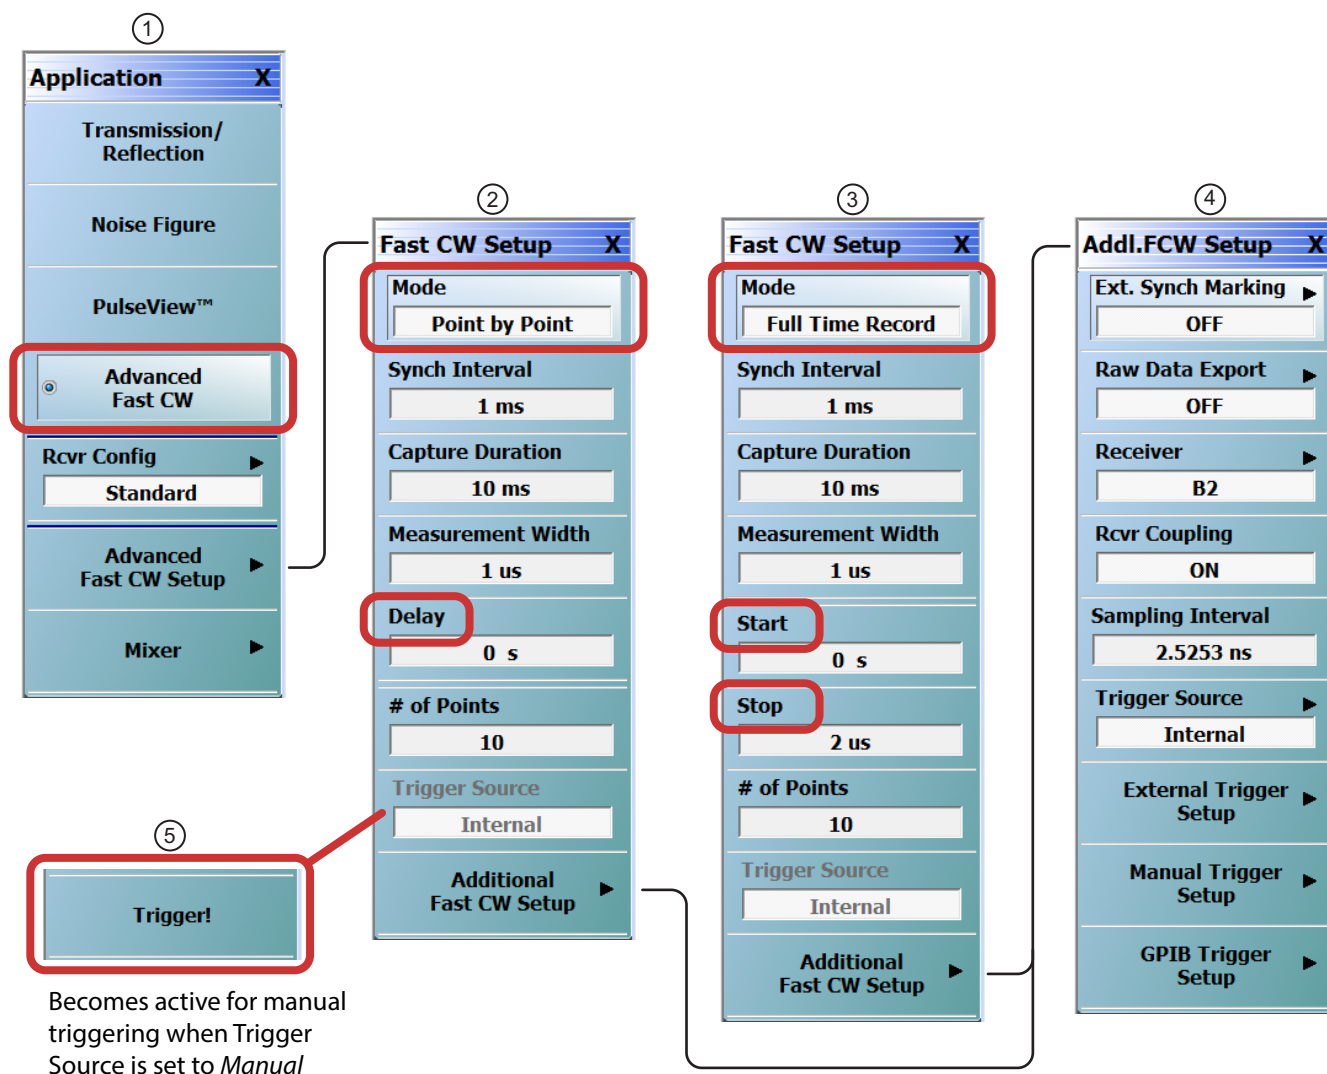 1
Application X
Transmission/
Reflection
Noise Figure
PulseView™
Advanced
Fast CW
Rcvr Config
Standard
Advanced
Fast CW Setup
Mixer
2
Fast CW Setup X
Mode
Point by Point
Synch Interval
1 ms
Capture Duration
10 ms
Measurement Width
1 us
Delay
0 s
# of Points
10
Trigger Source
Internal
Additional
Fast CW Setup
3
Fast CW Setup X
Mode
Full Time Record
Synch Interval
1 ms
Capture Duration
10 ms
Measurement Width
1 us
Start
0 s
Stop
2 us
# of Points
10
Trigger Source
Internal
Additional
Fast CW Setup
4
Addl.FCW Setup X
Ext. Synch Marking
OFF
Raw Data Export
OFF
Receiver
B2
Rcvr Coupling
ON
Sampling Interval
2.5253 ns
Trigger Source
Internal
External Trigger
Setup
Manual Trigger
Setup
GPIB Trigger
Setup
5
Trigger!
Becomes active for manual
triggering when Trigger
Source is set to Manual